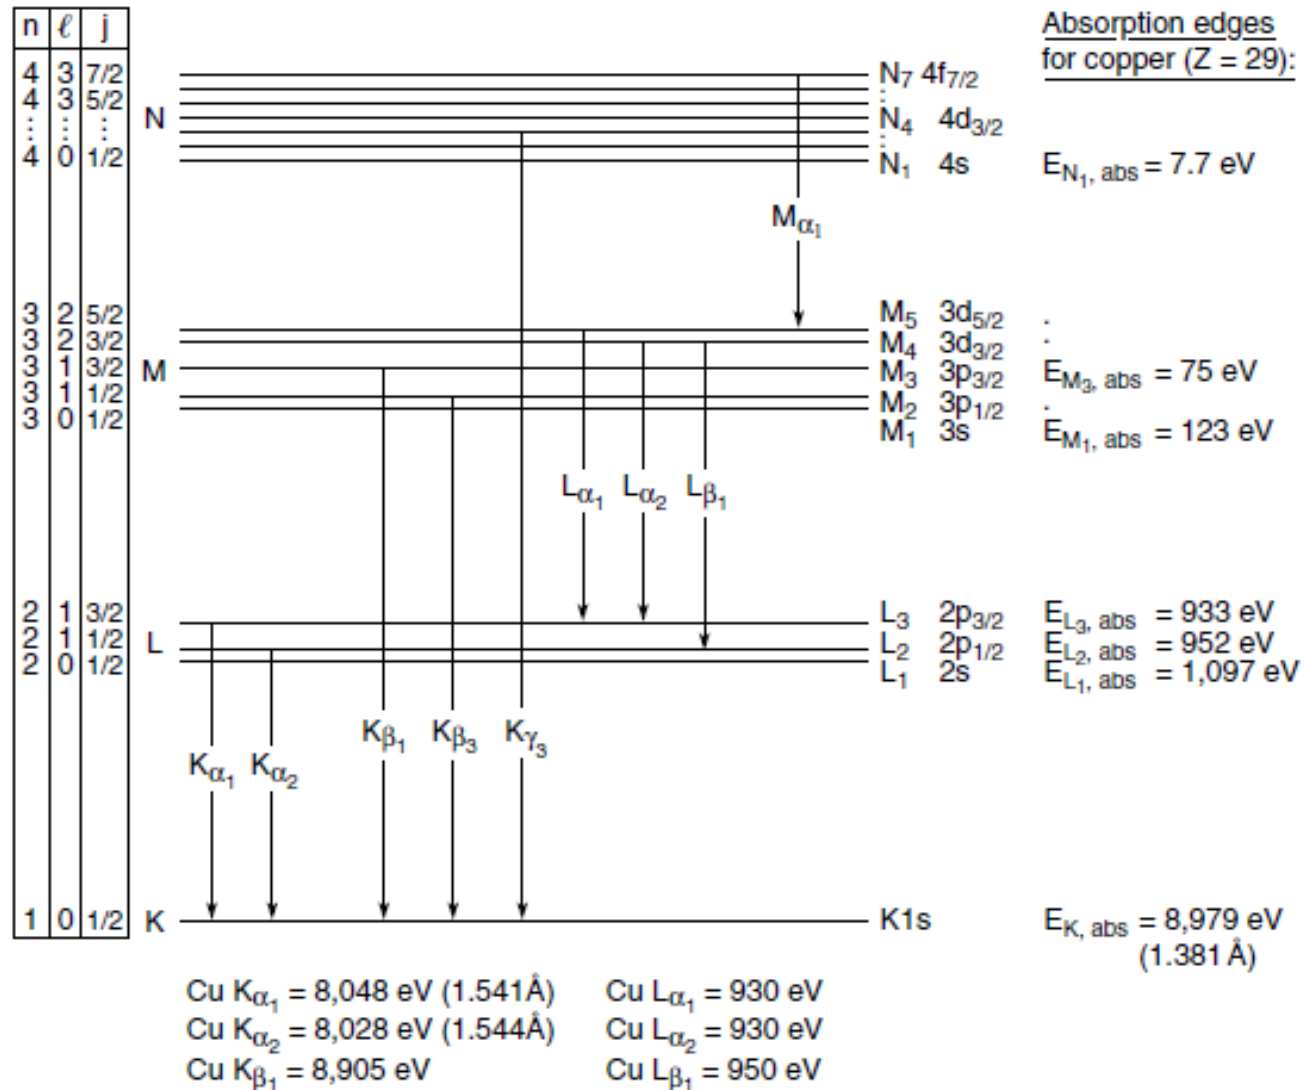 n ℓ j
Absorption edges
for copper (Z = 29):
4 3 7/2
N₇ 4f₇/₂
4 3 5/2
⋮ ⋮ ⋮
N
N₄ 4d₃/₂
4 0 1/2
N₁ 4s
E_N₁, abs = 7.7 eV
Mα₁
3 2 5/2
M₅ 3d₅/₂
3 2 3/2
M₄ 3d₃/₂
3 1 3/2
M
M₃ 3p₃/₂
E_M₃, abs = 75 eV
3 1 1/2
M₂ 3p₁/₂
3 0 1/2
M₁ 3s
E_M₁, abs = 123 eV
Lα₁ Lα₂ Lβ₁
2 1 3/2
L₃ 2p₃/₂
E_L₃, abs = 933 eV
2 1 1/2
L
L₂ 2p₁/₂
E_L₂, abs = 952 eV
2 0 1/2
L₁ 2s
E_L₁, abs = 1,097 eV
Kβ₁ Kβ₃ Kγ₃
Kα₁ Kα₂
1 0 1/2
K
K1s
E_K, abs = 8,979 eV
(1.381 Å)
Cu Kα₁ = 8,048 eV (1.541Å)
Cu Lα₁ = 930 eV
Cu Kα₂ = 8,028 eV (1.544Å)
Cu Lα₂ = 930 eV
Cu Kβ₁ = 8,905 eV
Cu Lβ₁ = 950 eV